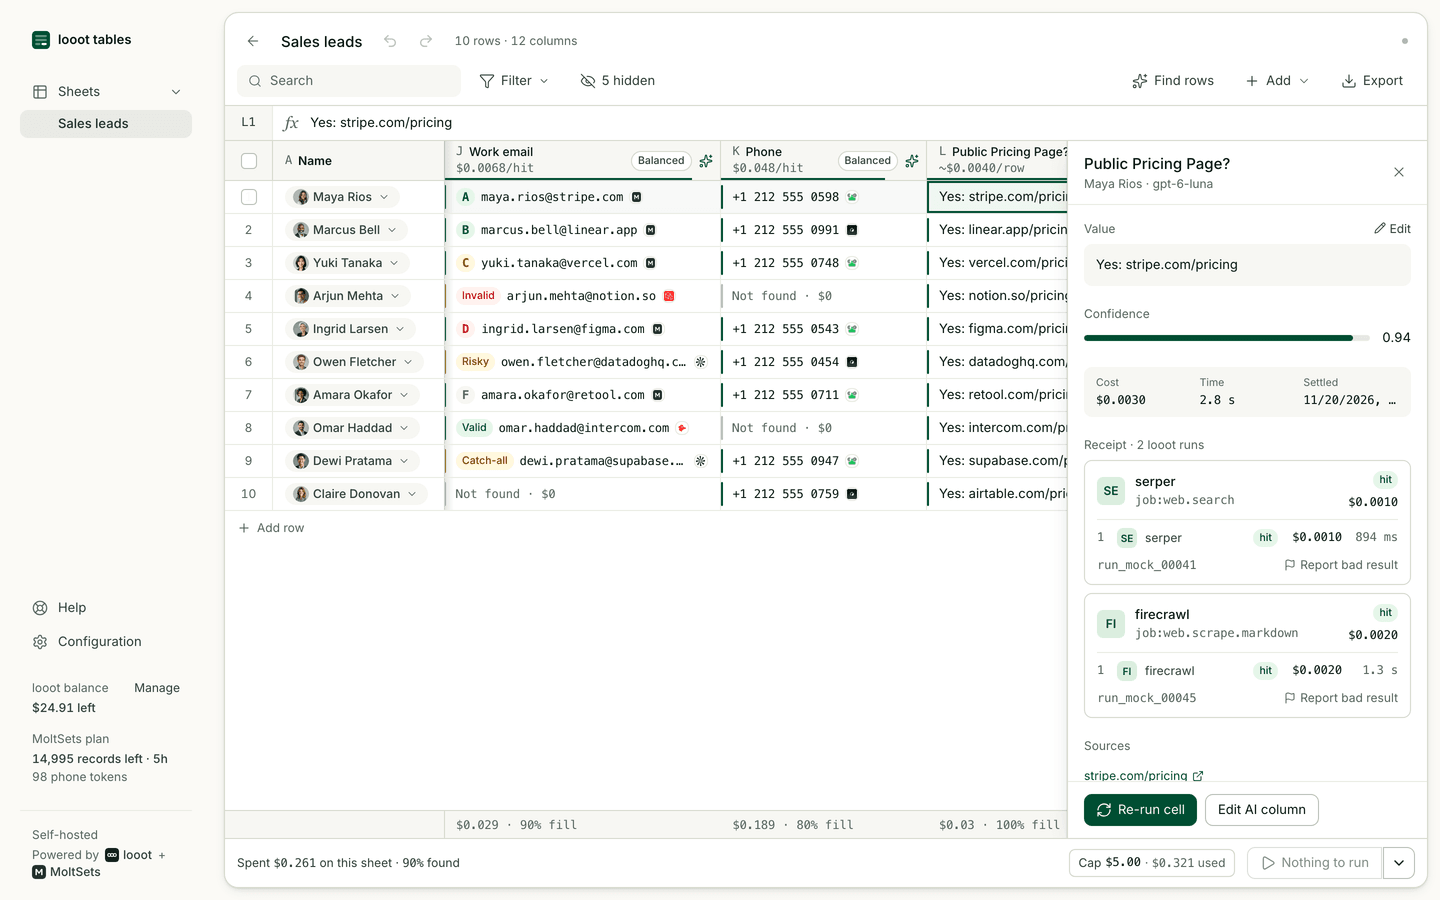 looot tables
Sheets
Sales leads
Help
Configuration
looot balance Manage
$24.91 left
MoltSets plan
14,995 records left · 5h
98 phone tokens
Self-hosted
Powered by looot +
MoltSets
Sales leads 10 rows · 12 columns
Search Filter 5 hidden Find rows Add Export
L1 fx Yes: stripe.com/pricing
A Name J Work email $0.0068/hit Balanced K Phone $0.048/hit Balanced L Public Pricing Page? ~$0.0040/row
Maya Rios A maya.rios@stripe.com +1 212 555 0598 Yes: stripe.com/prici
2 Marcus Bell B marcus.bell@linear.app +1 212 555 0991 Yes: linear.app/pricin
3 Yuki Tanaka C yuki.tanaka@vercel.com +1 212 555 0748 Yes: vercel.com/prici
4 Arjun Mehta Invalid arjun.mehta@notion.so Not found · $0 Yes: notion.so/pricing
5 Ingrid Larsen D ingrid.larsen@figma.com +1 212 555 0543 Yes: figma.com/prici
6 Owen Fletcher Risky owen.fletcher@datadoghq.c… +1 212 555 0454 Yes: datadoghq.com/
7 Amara Okafor F amara.okafor@retool.com +1 212 555 0711 Yes: retool.com/prici
8 Omar Haddad Valid omar.haddad@intercom.com Not found · $0 Yes: intercom.com/p
9 Dewi Pratama Catch-all dewi.pratama@supabase.… +1 212 555 0947 Yes: supabase.com/p
10 Claire Donovan Not found · $0 +1 212 555 0759 Yes: airtable.com/pri
Add row
$0.029 · 90% fill $0.189 · 80% fill $0.03 · 100% fill
Spent $0.261 on this sheet · 90% found Cap $5.00 · $0.321 used Nothing to run
Public Pricing Page?
Maya Rios · gpt-6-luna
Value Edit
Yes: stripe.com/pricing
Confidence
0.94
Cost Time Settled
$0.0030 2.8 s 11/20/2026, …
Receipt · 2 looot runs
SE serper hit
job:web.search $0.0010
1 SE serper hit $0.0010 894 ms
run_mock_00041 Report bad result
FI firecrawl hit
job:web.scrape.markdown $0.0020
1 FI firecrawl hit $0.0020 1.3 s
run_mock_00045 Report bad result
Sources
stripe.com/pricing
Re-run cell Edit AI column